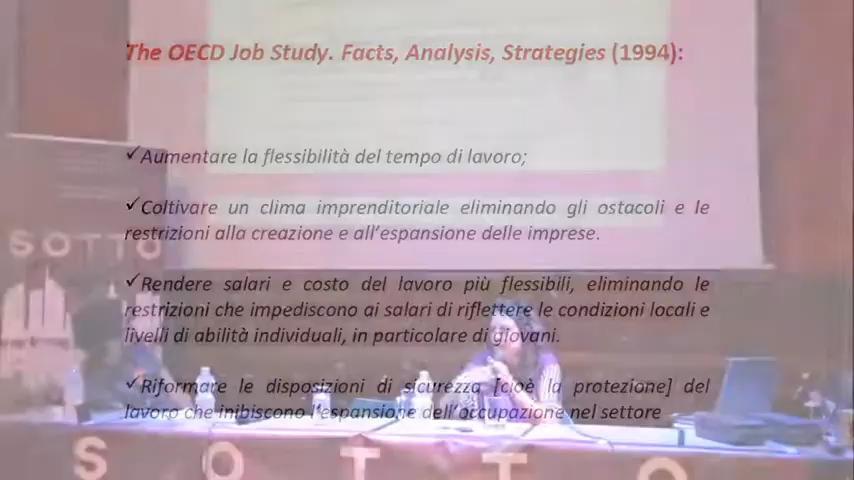 The OECD Job Study. Facts, Analysis, Strategies (1994):
✓Aumentare la flessibilità del tempo di lavoro;
✓Coltivare un clima imprenditoriale eliminando gli ostacoli e le
restrizioni alla creazione e all'espansione delle imprese.
✓Rendere salari e costo del lavoro più flessibili, eliminando le
restrizioni che impediscono ai salari di riflettere le condizioni locali e
livelli di abilità individuali, in particolare di giovani.
✓Riformare le disposizioni di sicurezza [cioè la protezione] del
lavoro che inibiscono l'espansione dell'occupazione nel settore
SOTTO
SOTTO